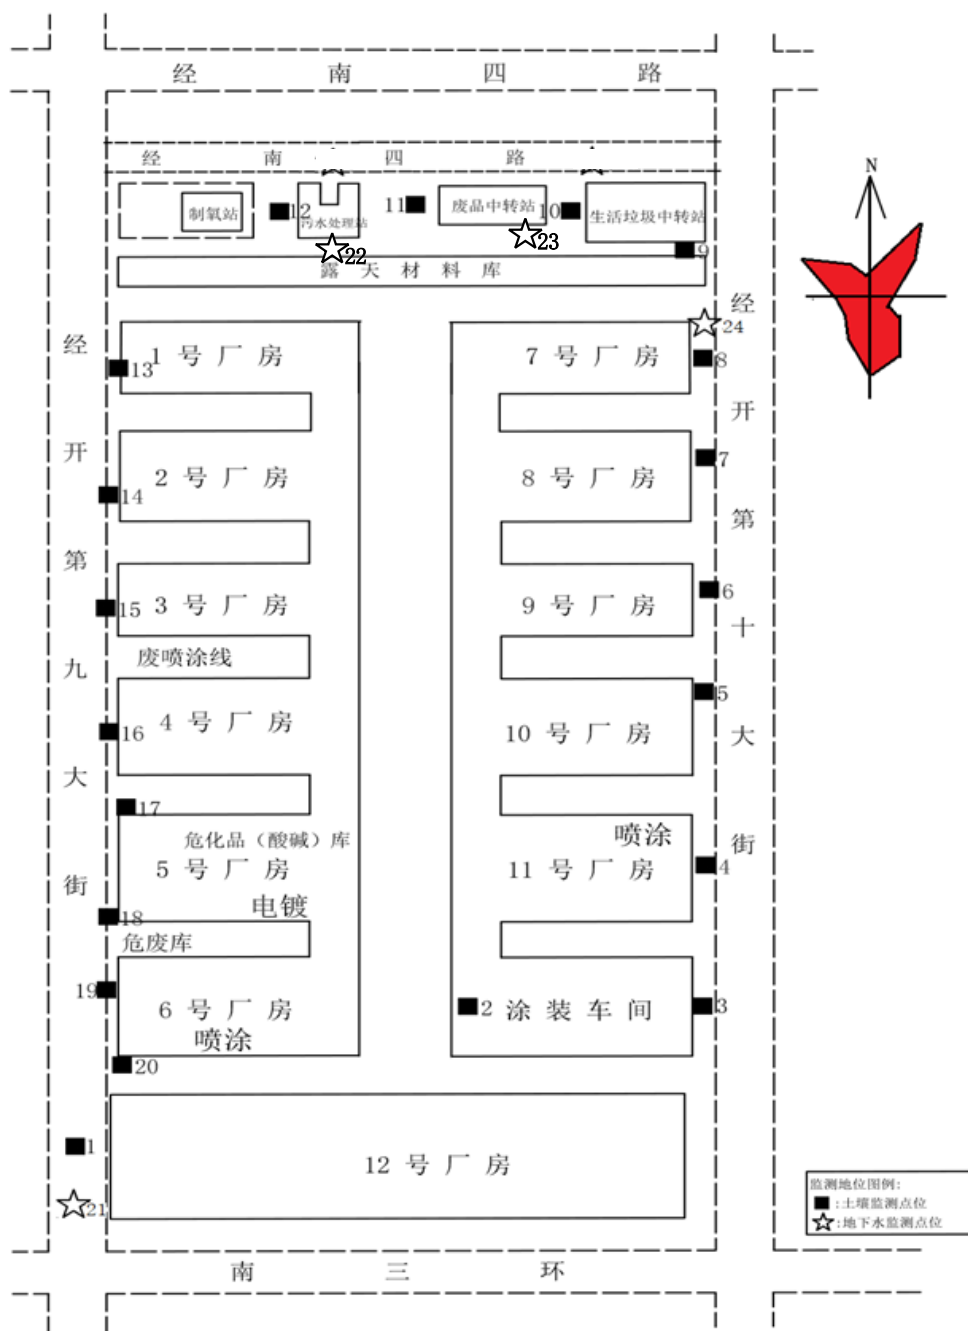 经 南 四 路
经 南 四 路
N
制氧站
12
污水处理站
11
废品中转站
10
生活垃圾中转站
22
23
9
露 天 材 料 库
24
经 开 第 九 大 街
经 开 第 十 大 街
1 号 厂 房
13
7 号 厂 房
8
2 号 厂 房
14
8 号 厂 房
7
3 号 厂 房
15
9 号 厂 房
6
废喷涂线
4 号 厂 房
16
10 号 厂 房
5
17
危化品（酸碱）库
5 号 厂 房
电镀
18
喷涂
11 号 厂 房
4
危废库
19
6 号 厂 房
喷涂
20
2
涂 装 车 间
3
1
12 号 厂 房
21
监测地位图例:
:土壤监测点位
:地下水监测点位
南 三 环